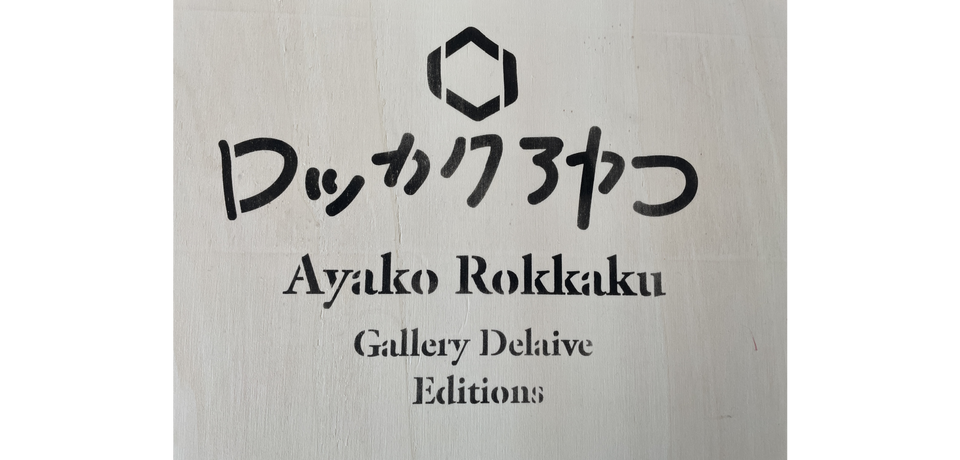 ロッカクアヤコ
Ayako Rokkaku
Gallery Delaive
Editions